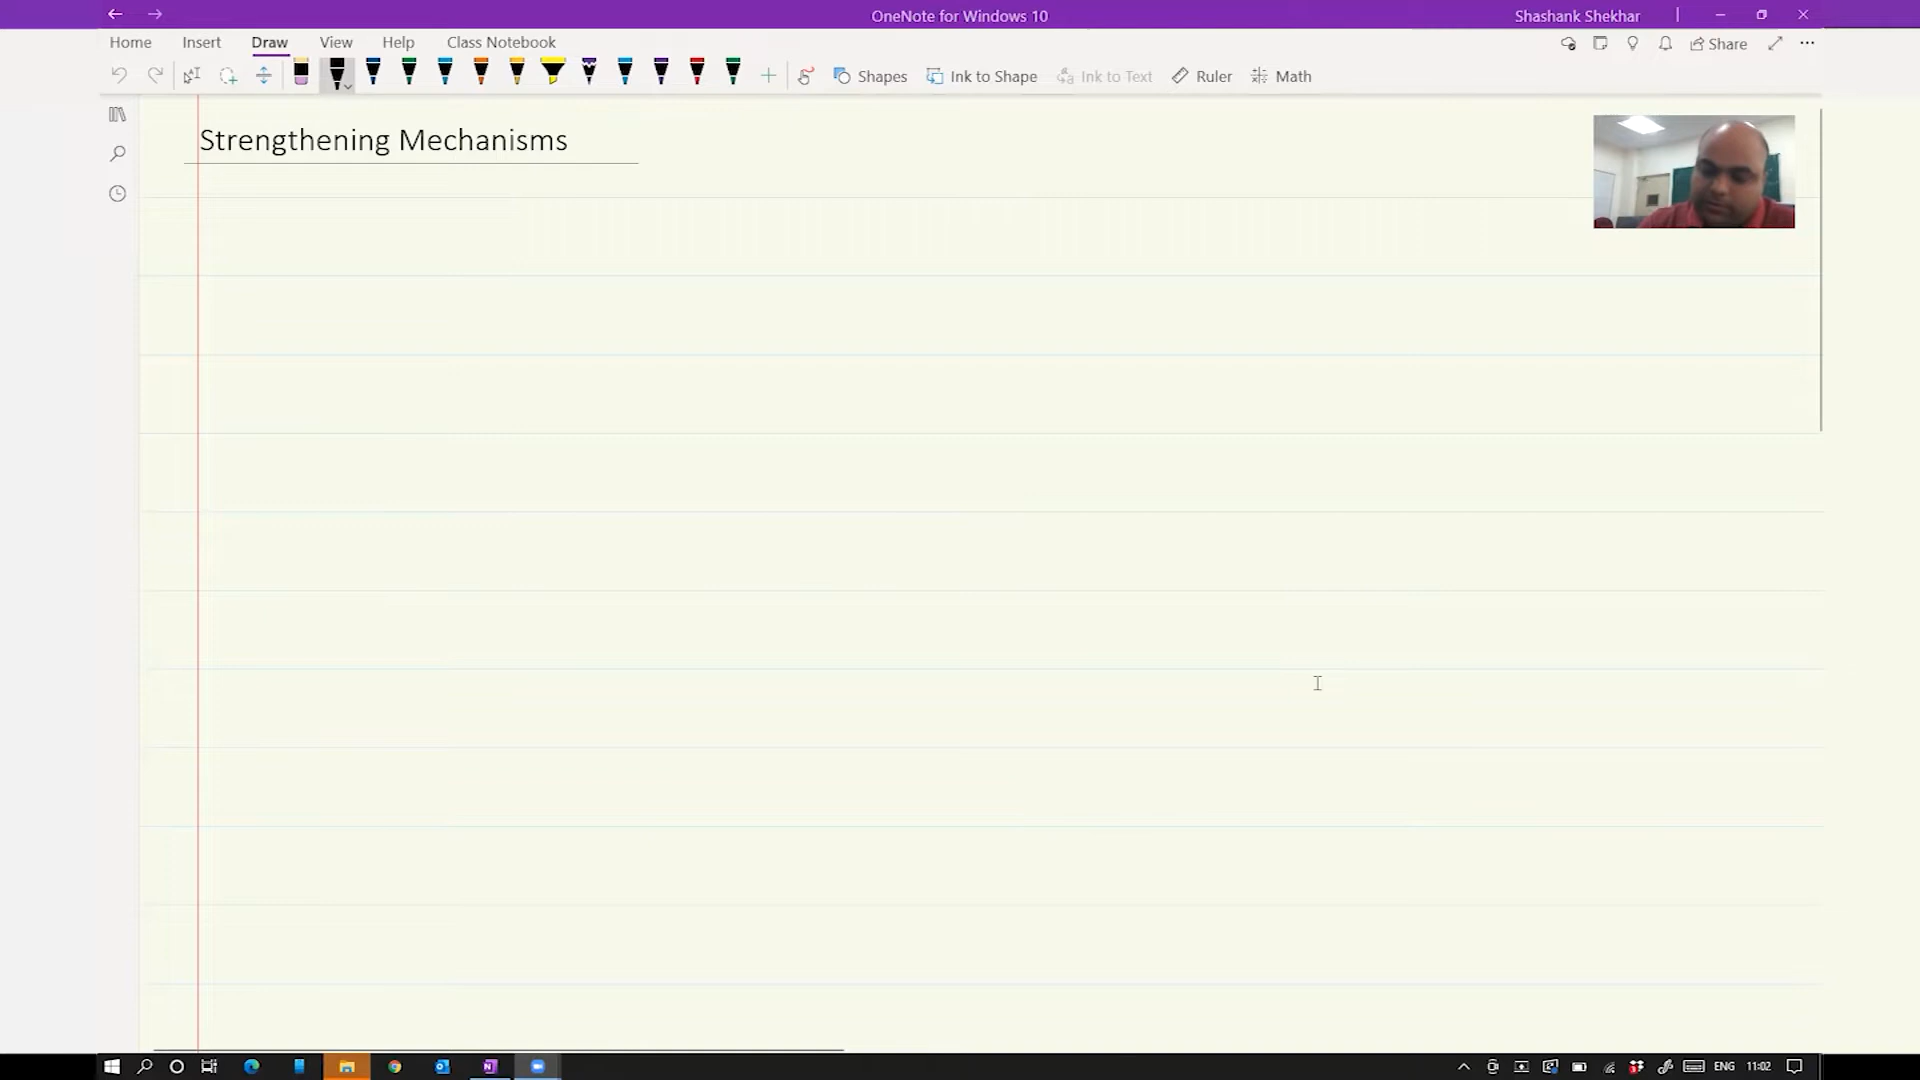 OneNote for Windows 10
Shashank Shekhar
Home Insert Draw View Help Class Notebook
Share
Shapes Ink to Shape Ink to Text Ruler Math
Strengthening Mechanisms
ENG 11:02